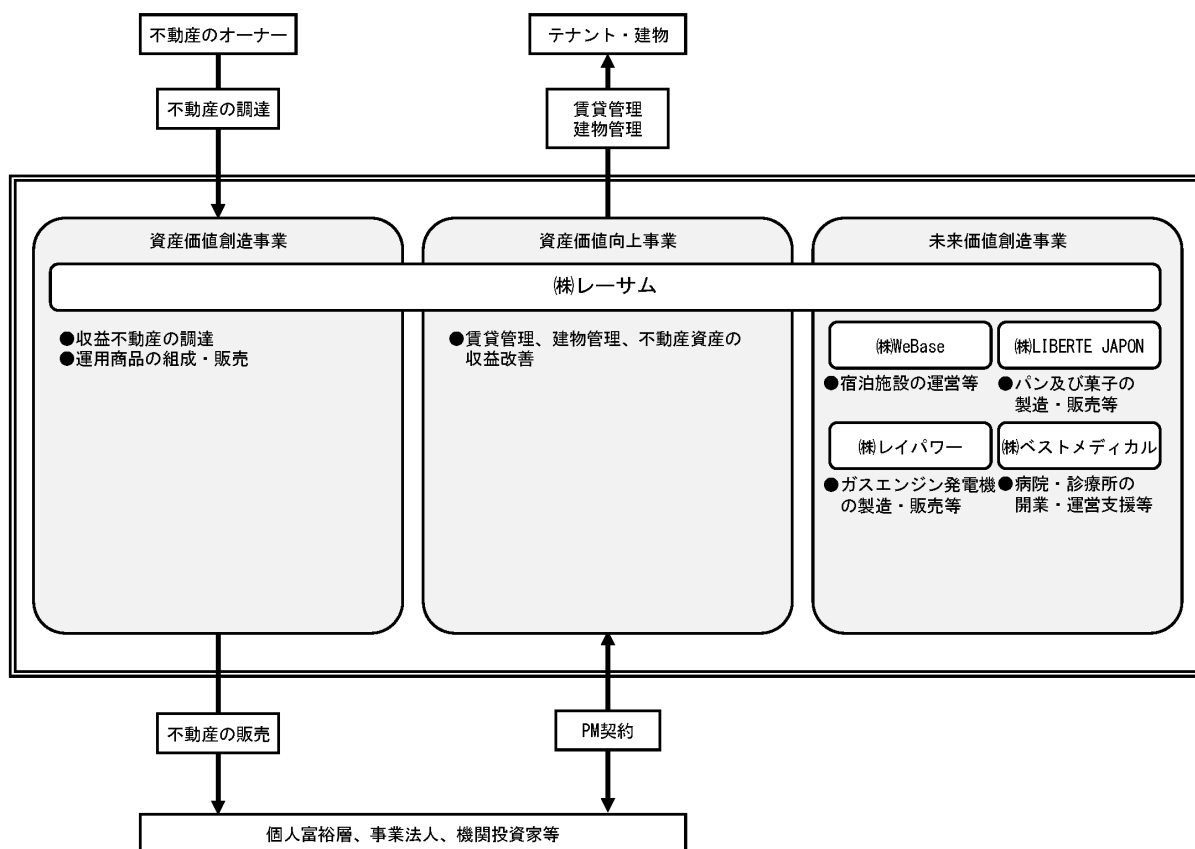 不動産のオーナー
テナント・建物
不動産の調達
賃貸管理
建物管理
資産価値創造事業
資産価値向上事業
未来価値創造事業
㈱レーサム
●収益不動産の調達
●運用商品の組成・販売
●賃貸管理、建物管理、不動産資産の
収益改善
㈱WeBase
㈱LIBERTE JAPON
●宿泊施設の運営等
●パン及び菓子の
製造・販売等
㈱レイパワー
㈱ベストメディカル
●ガスエンジン発電機
の製造・販売等
●病院・診療所の
開業・運営支援等
不動産の販売
PM契約
個人富裕層、事業法人、機関投資家等